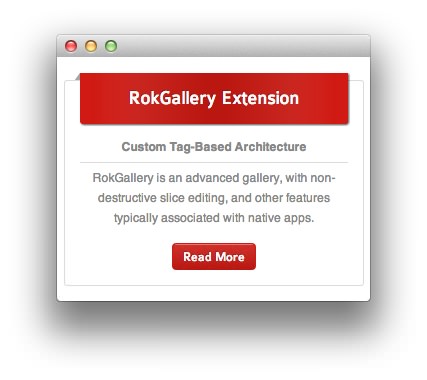 RokGallery Extension
Custom Tag-Based Architecture
RokGallery is an advanced gallery, with non-
destructive slice editing, and other features
typically associated with native apps.
Read More